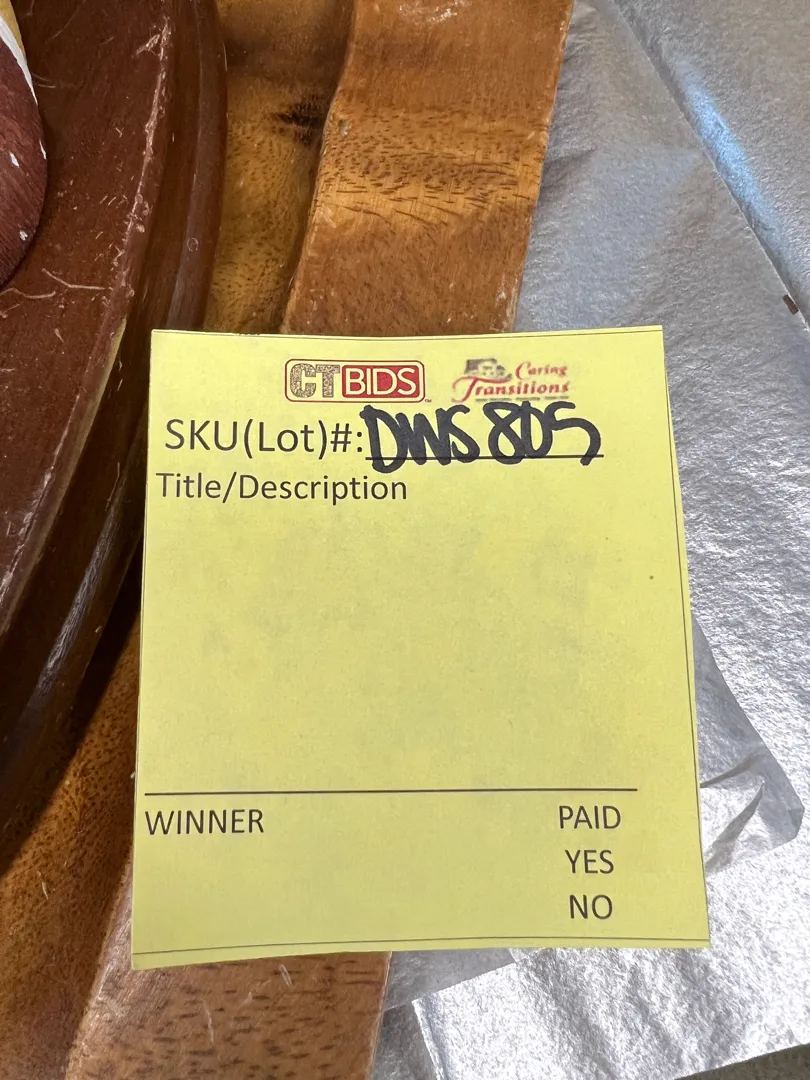 CTBIDS Caring Transitions
SKU(Lot)#: DWS 805
Title/Description
WINNER PAID
YES
NO